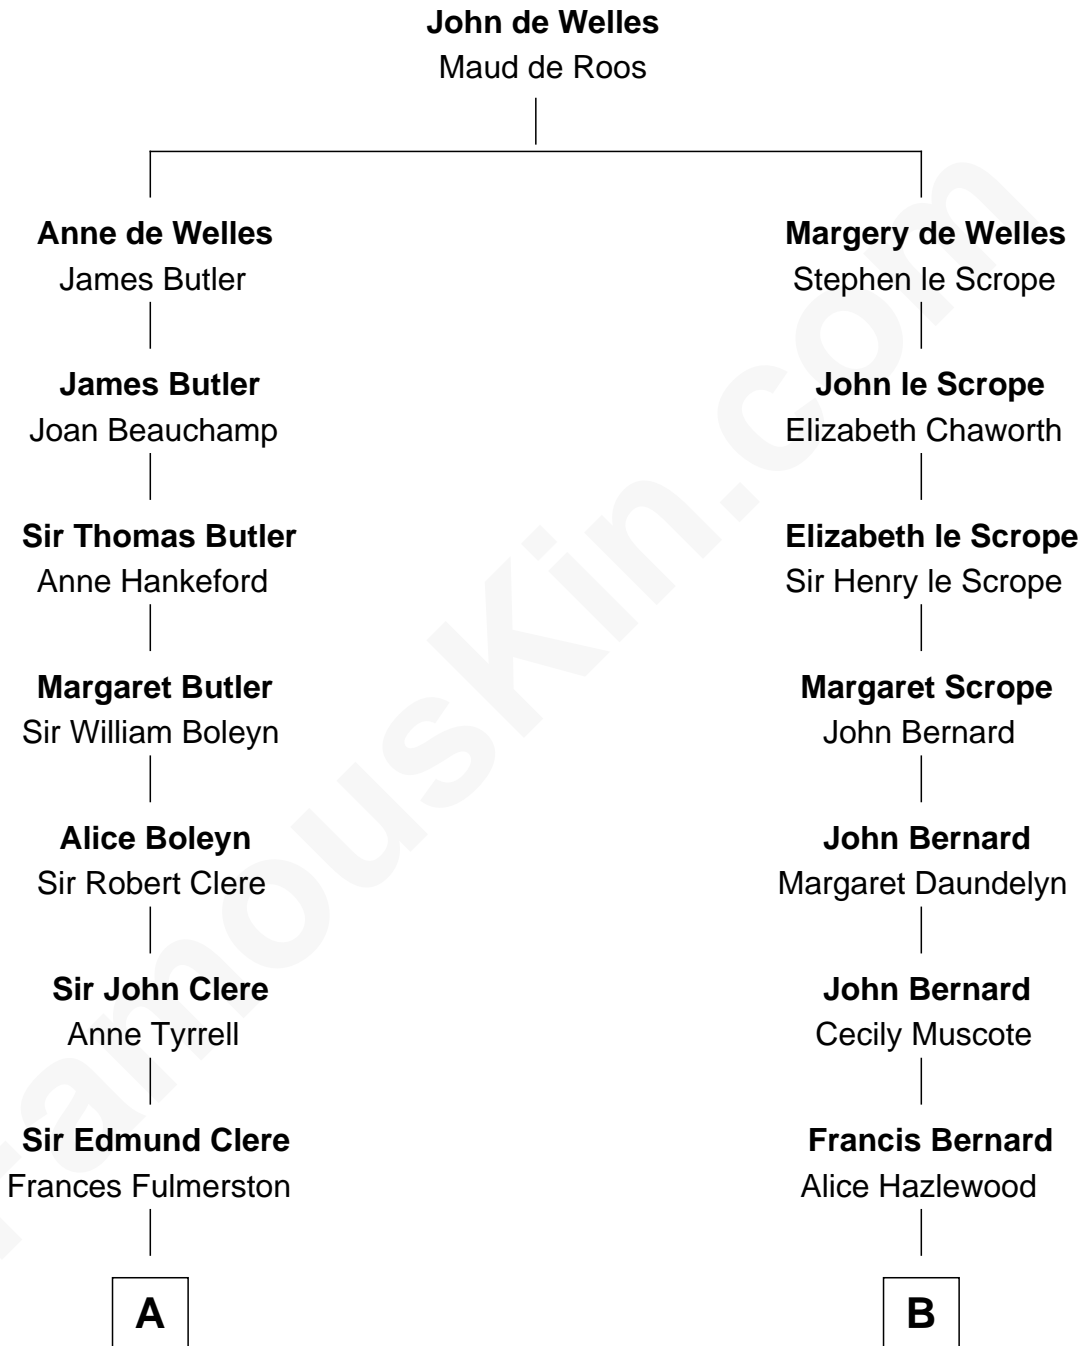 John de Welles
Maud de Roos
Anne de Welles
James Butler
James Butler
Joan Beauchamp
Sir Thomas Butler
Anne Hankeford
Margaret Butler
Sir William Boleyn
Alice Boleyn
Sir Robert Clere
Sir John Clere
Anne Tyrrell
Sir Edmund Clere
Frances Fulmerston
A
Margery de Welles
Stephen le Scrope
John le Scrope
Elizabeth Chaworth
Elizabeth le Scrope
Sir Henry le Scrope
Margaret Scrope
John Bernard
John Bernard
Margaret Daundelyn
John Bernard
Cecily Muscote
Francis Bernard
Alice Hazlewood
B
FamousKin.com